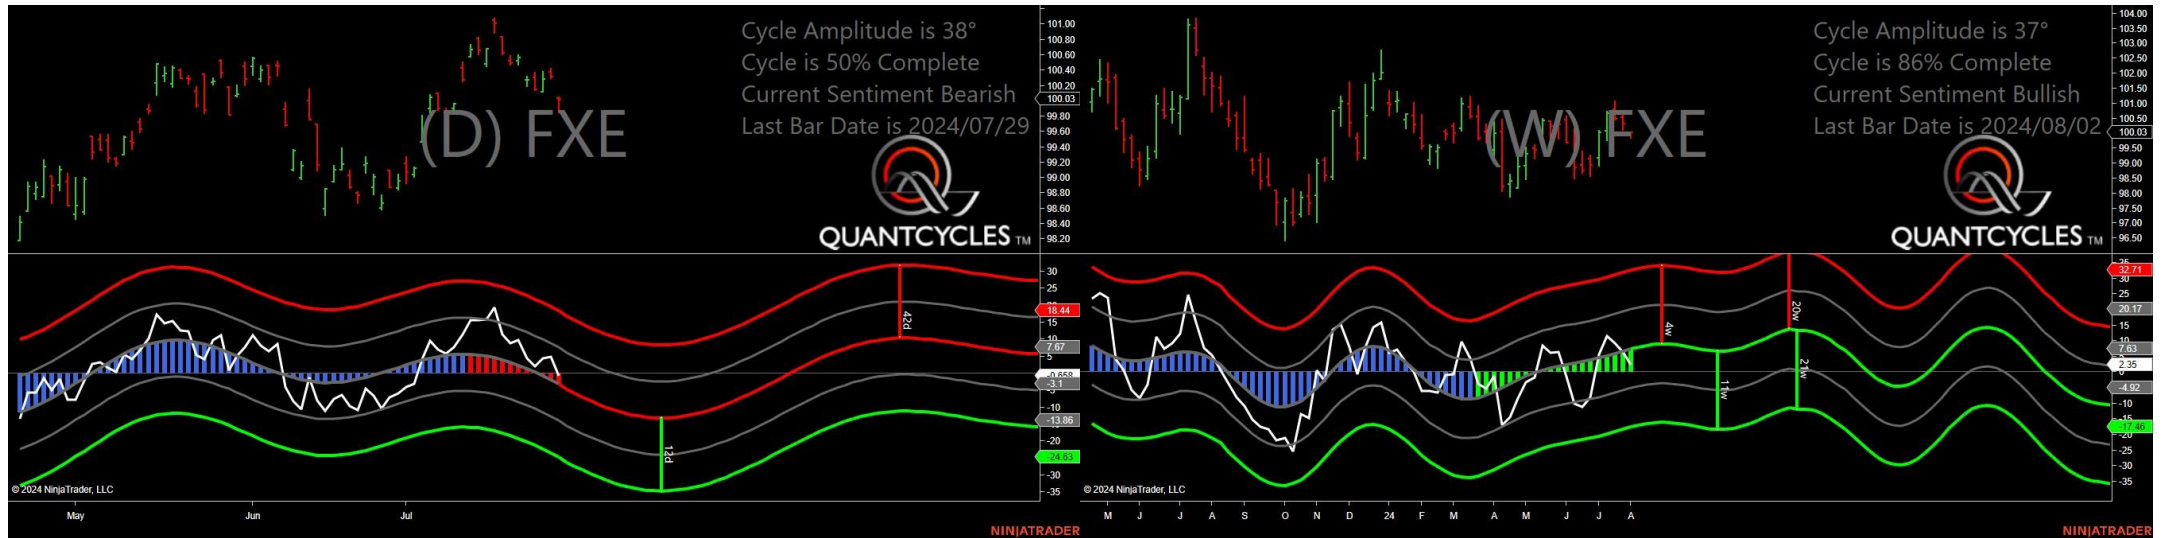 Cycle Amplitude is 38°
Cycle is 50% Complete
Current Sentiment Bearish
Last Bar Date is 2024/07/29
(D) FXE
QUANTCYCLES TM
101.00
100.80
100.60
100.40
100.20
100.03
99.80
99.60
99.40
99.20
99.00
98.80
98.60
98.40
98.20
30
25
18.44
15
7.67
5
-0.658
-3.1
-10
-13.86
-20
-24.63
-30
-35
42d
12d
© 2024 NinjaTrader, LLC
May Jun Jul
NINJATRADER
Cycle Amplitude is 37°
Cycle is 86% Complete
Current Sentiment Bullish
Last Bar Date is 2024/08/02
(W) FXE
QUANTCYCLES TM
104.00
103.50
103.00
102.50
102.00
101.50
101.00
100.50
100.03
99.50
99.00
98.50
98.00
97.50
97.00
96.50
32.71
30
25
20.17
15
10
7.63
2.35
-4.92
-10
-15
-17.46
-20
-25
-30
-35
4w
20w
11w
21w
© 2024 NinjaTrader, LLC
M J J A S O N D 24 F M A M J J A
NINJATRADER